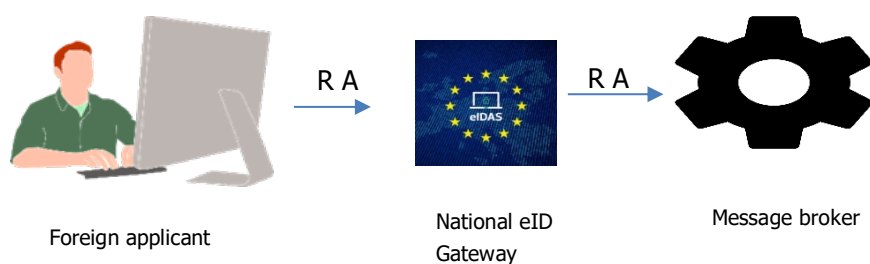 R A
R A
eIDAS
Foreign applicant
National eID
Gateway
Message broker